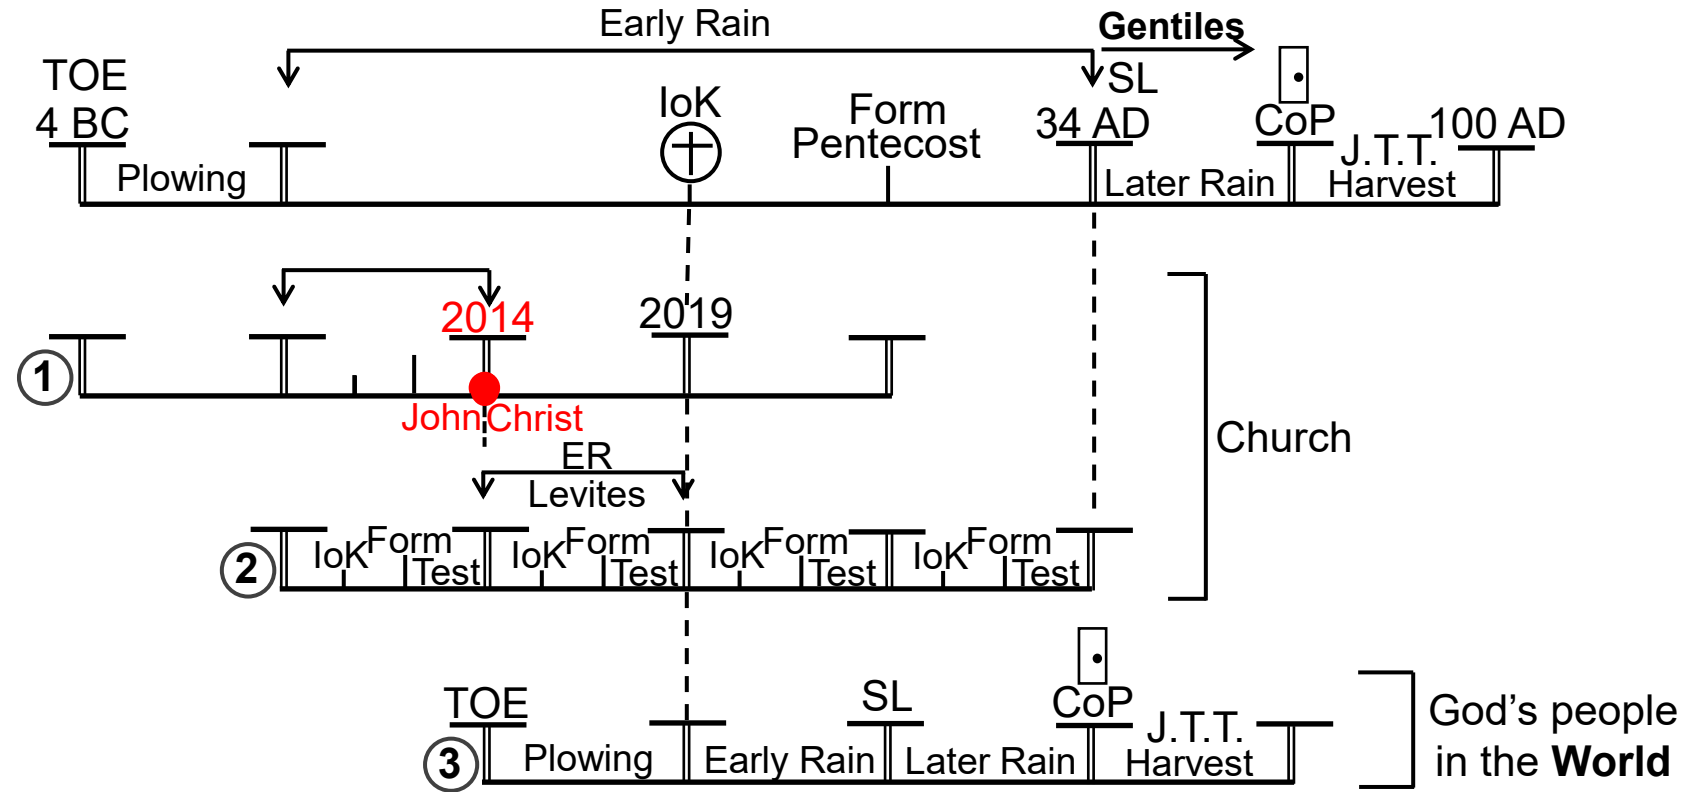 Early Rain
Gentiles
TOE
4 BC
IoK
Form
Pentecost
SL
34 AD
CoP
100 AD
Plowing
Later Rain
J.T.T.
Harvest
2014
2019
1
John Christ
Church
ER
Levites
2
IoK Form Test IoK Form Test IoK Form Test IoK Form Test
TOE
SL
CoP
3
Plowing
Early Rain
Later Rain
J.T.T.
Harvest
God's people
in the World